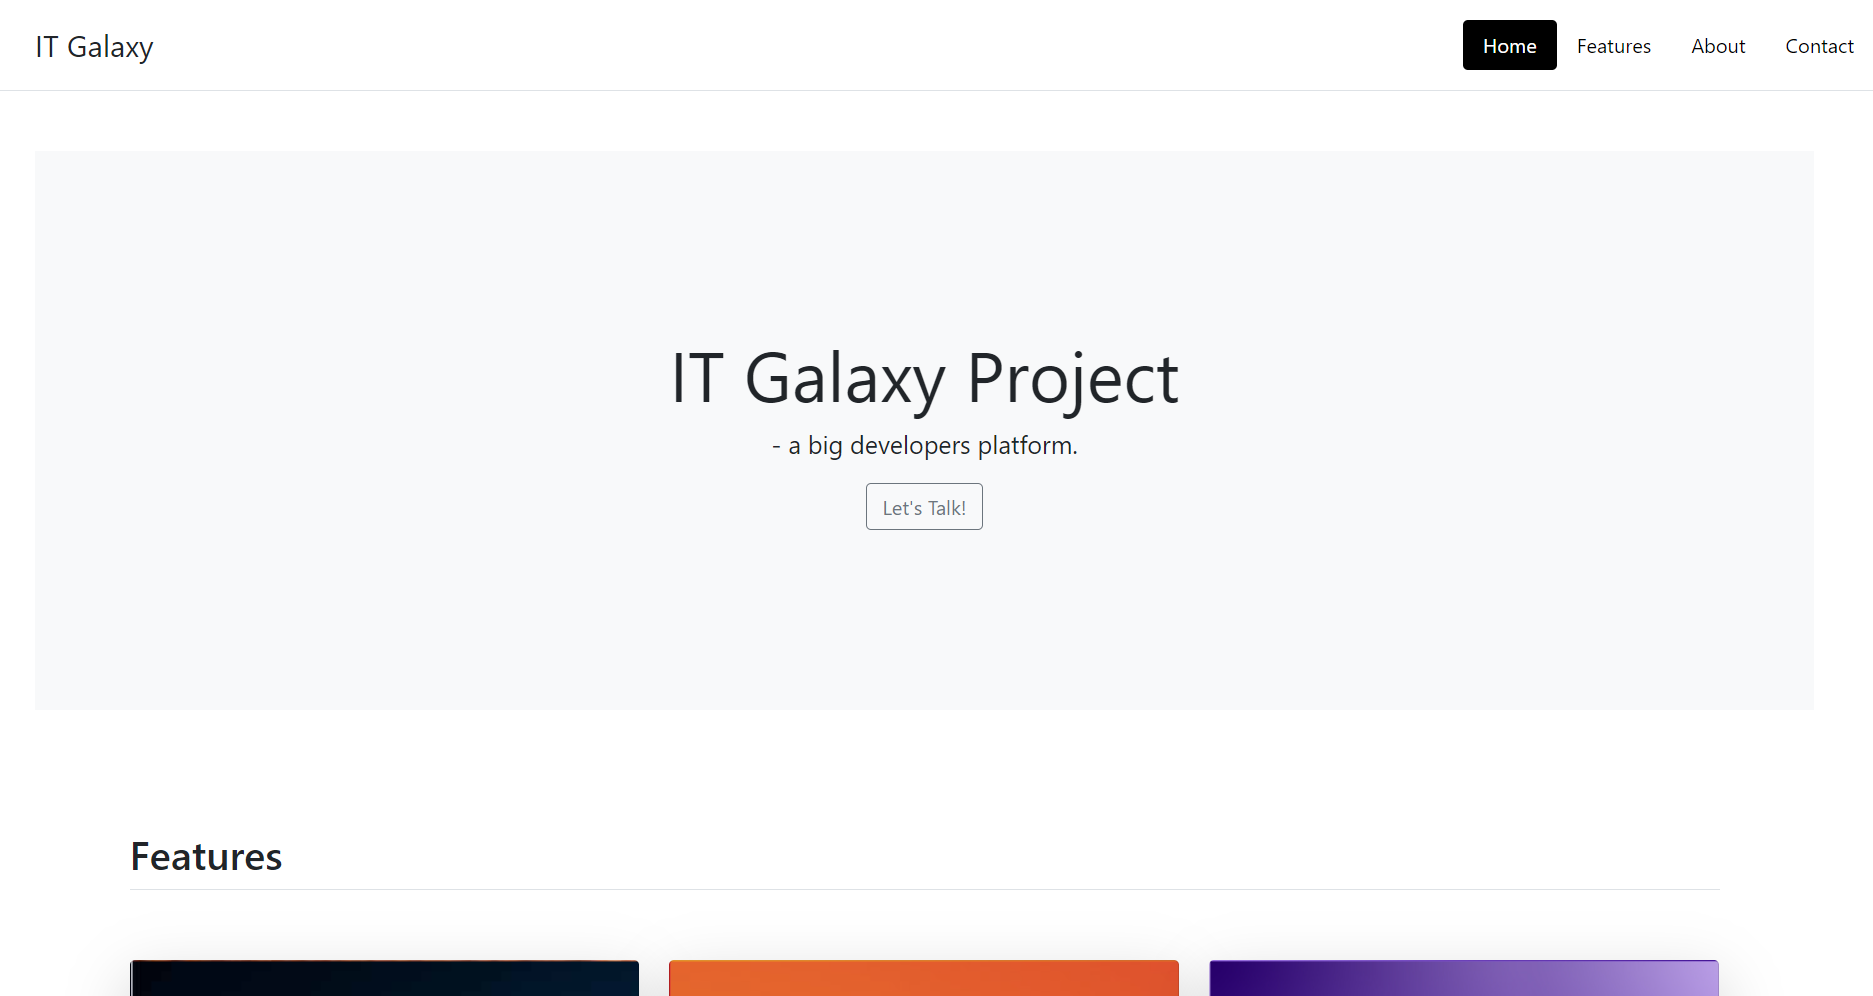 IT Galaxy
Home Features About Contact
IT Galaxy Project
- a big developers platform.
Let's Talk!
Features